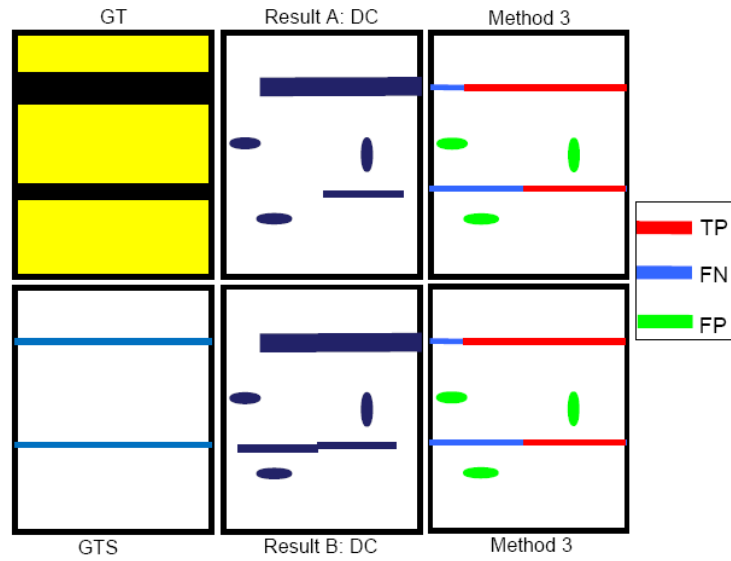 GT
Result A: DC
Method 3
TP
FN
FP
GTS
Result B: DC
Method 3